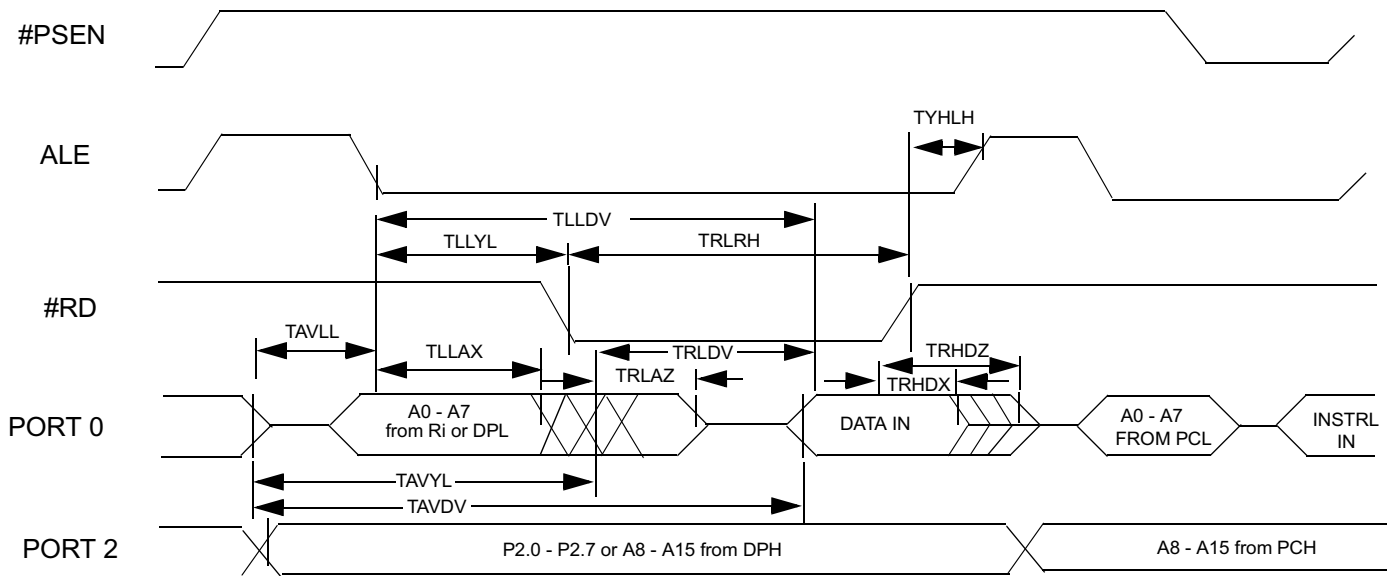 #PSEN
TYHLH
ALE
TLLDV
TLLYL
TRLRH
#RD
TAVLL
TLLAX
TRLDV
TRHDZ
TRLAZ
TRHDX
PORT 0
A0 - A7
from Ri or DPL
DATA IN
A0 - A7
FROM PCL
INSTRL
IN
TAVYL
TAVDV
PORT 2
P2.0 - P2.7 or A8 - A15 from DPH
A8 - A15 from PCH